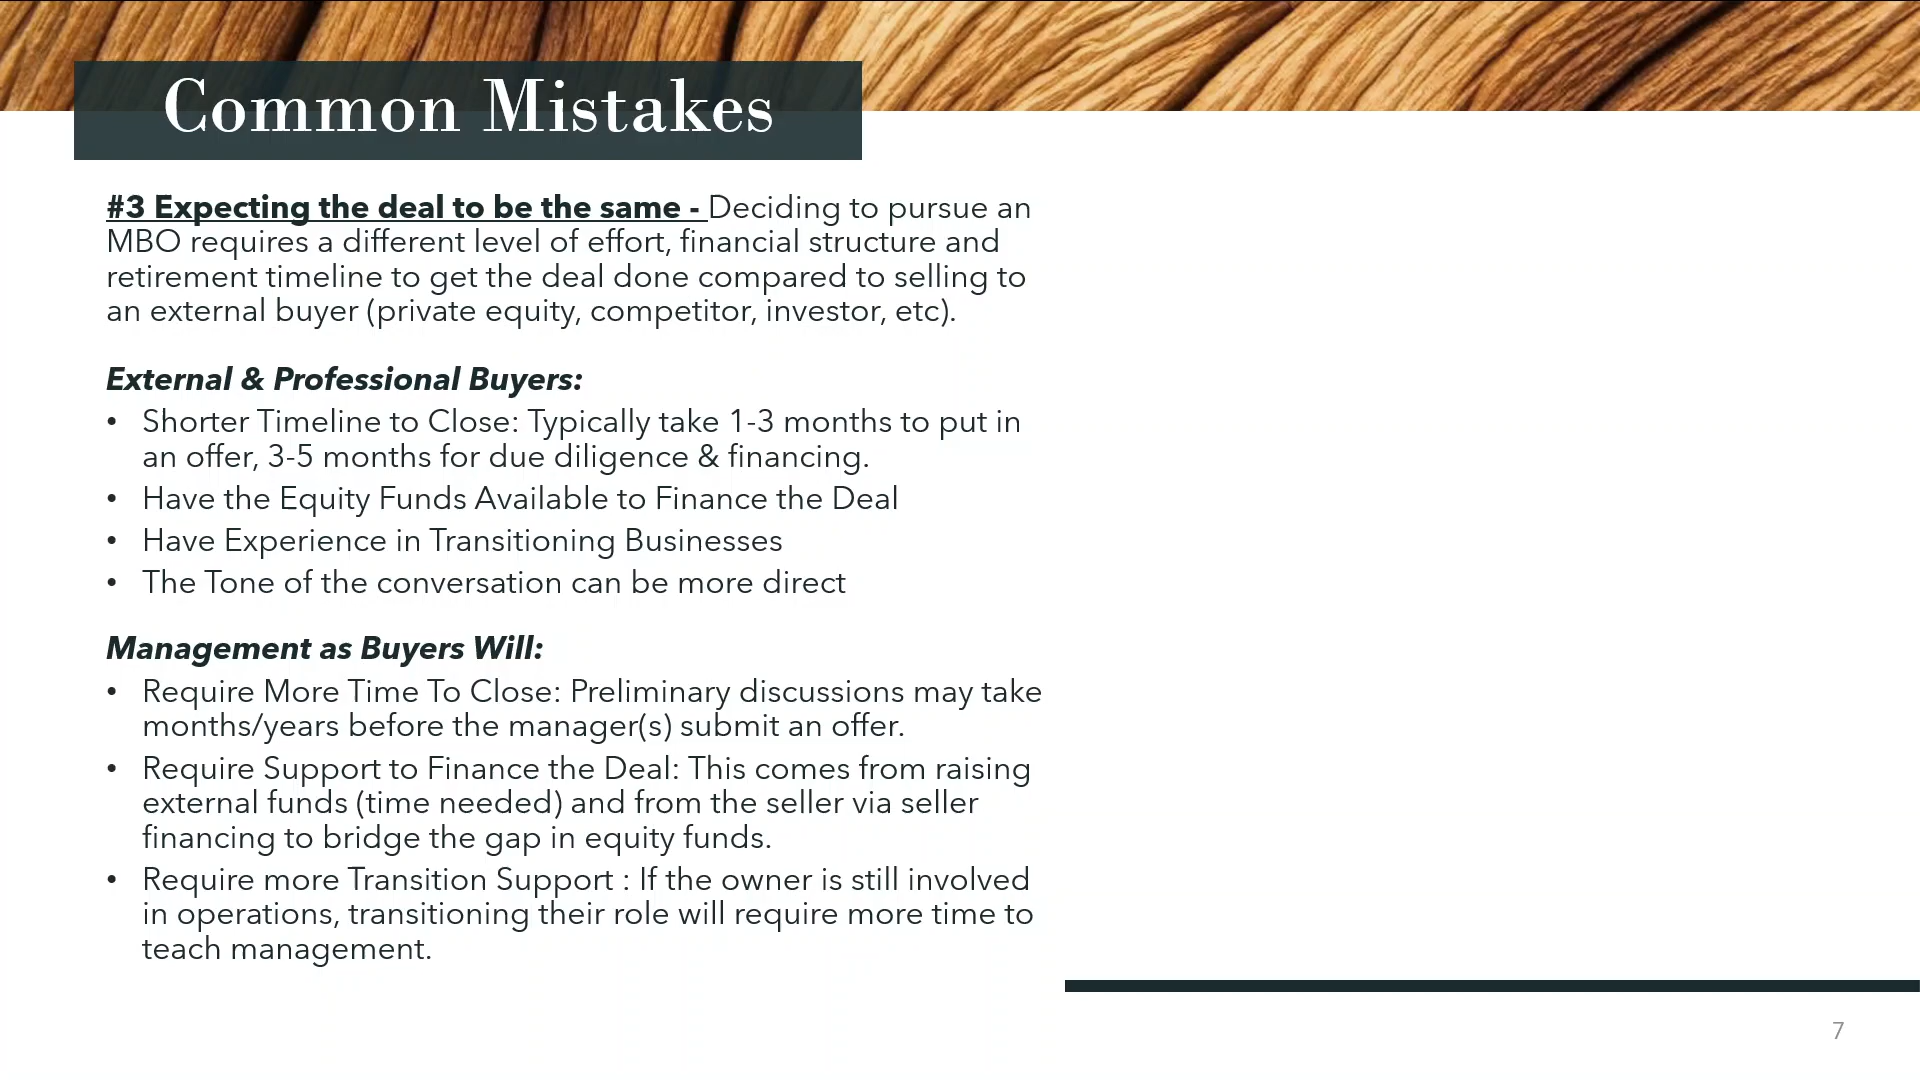 Common Mistakes
#3 Expecting the deal to be the same - Deciding to pursue an
MBO requires a different level of effort, financial structure and
retirement timeline to get the deal done compared to selling to
an external buyer (private equity, competitor, investor, etc).
External & Professional Buyers:
• Shorter Timeline to Close: Typically take 1-3 months to put in
an offer, 3-5 months for due diligence & financing.
• Have the Equity Funds Available to Finance the Deal
• Have Experience in Transitioning Businesses
• The Tone of the conversation can be more direct
Management as Buyers Will:
• Require More Time To Close: Preliminary discussions may take
months/years before the manager(s) submit an offer.
• Require Support to Finance the Deal: This comes from raising
external funds (time needed) and from the seller via seller
financing to bridge the gap in equity funds.
• Require more Transition Support : If the owner is still involved
in operations, transitioning their role will require more time to
teach management.
7